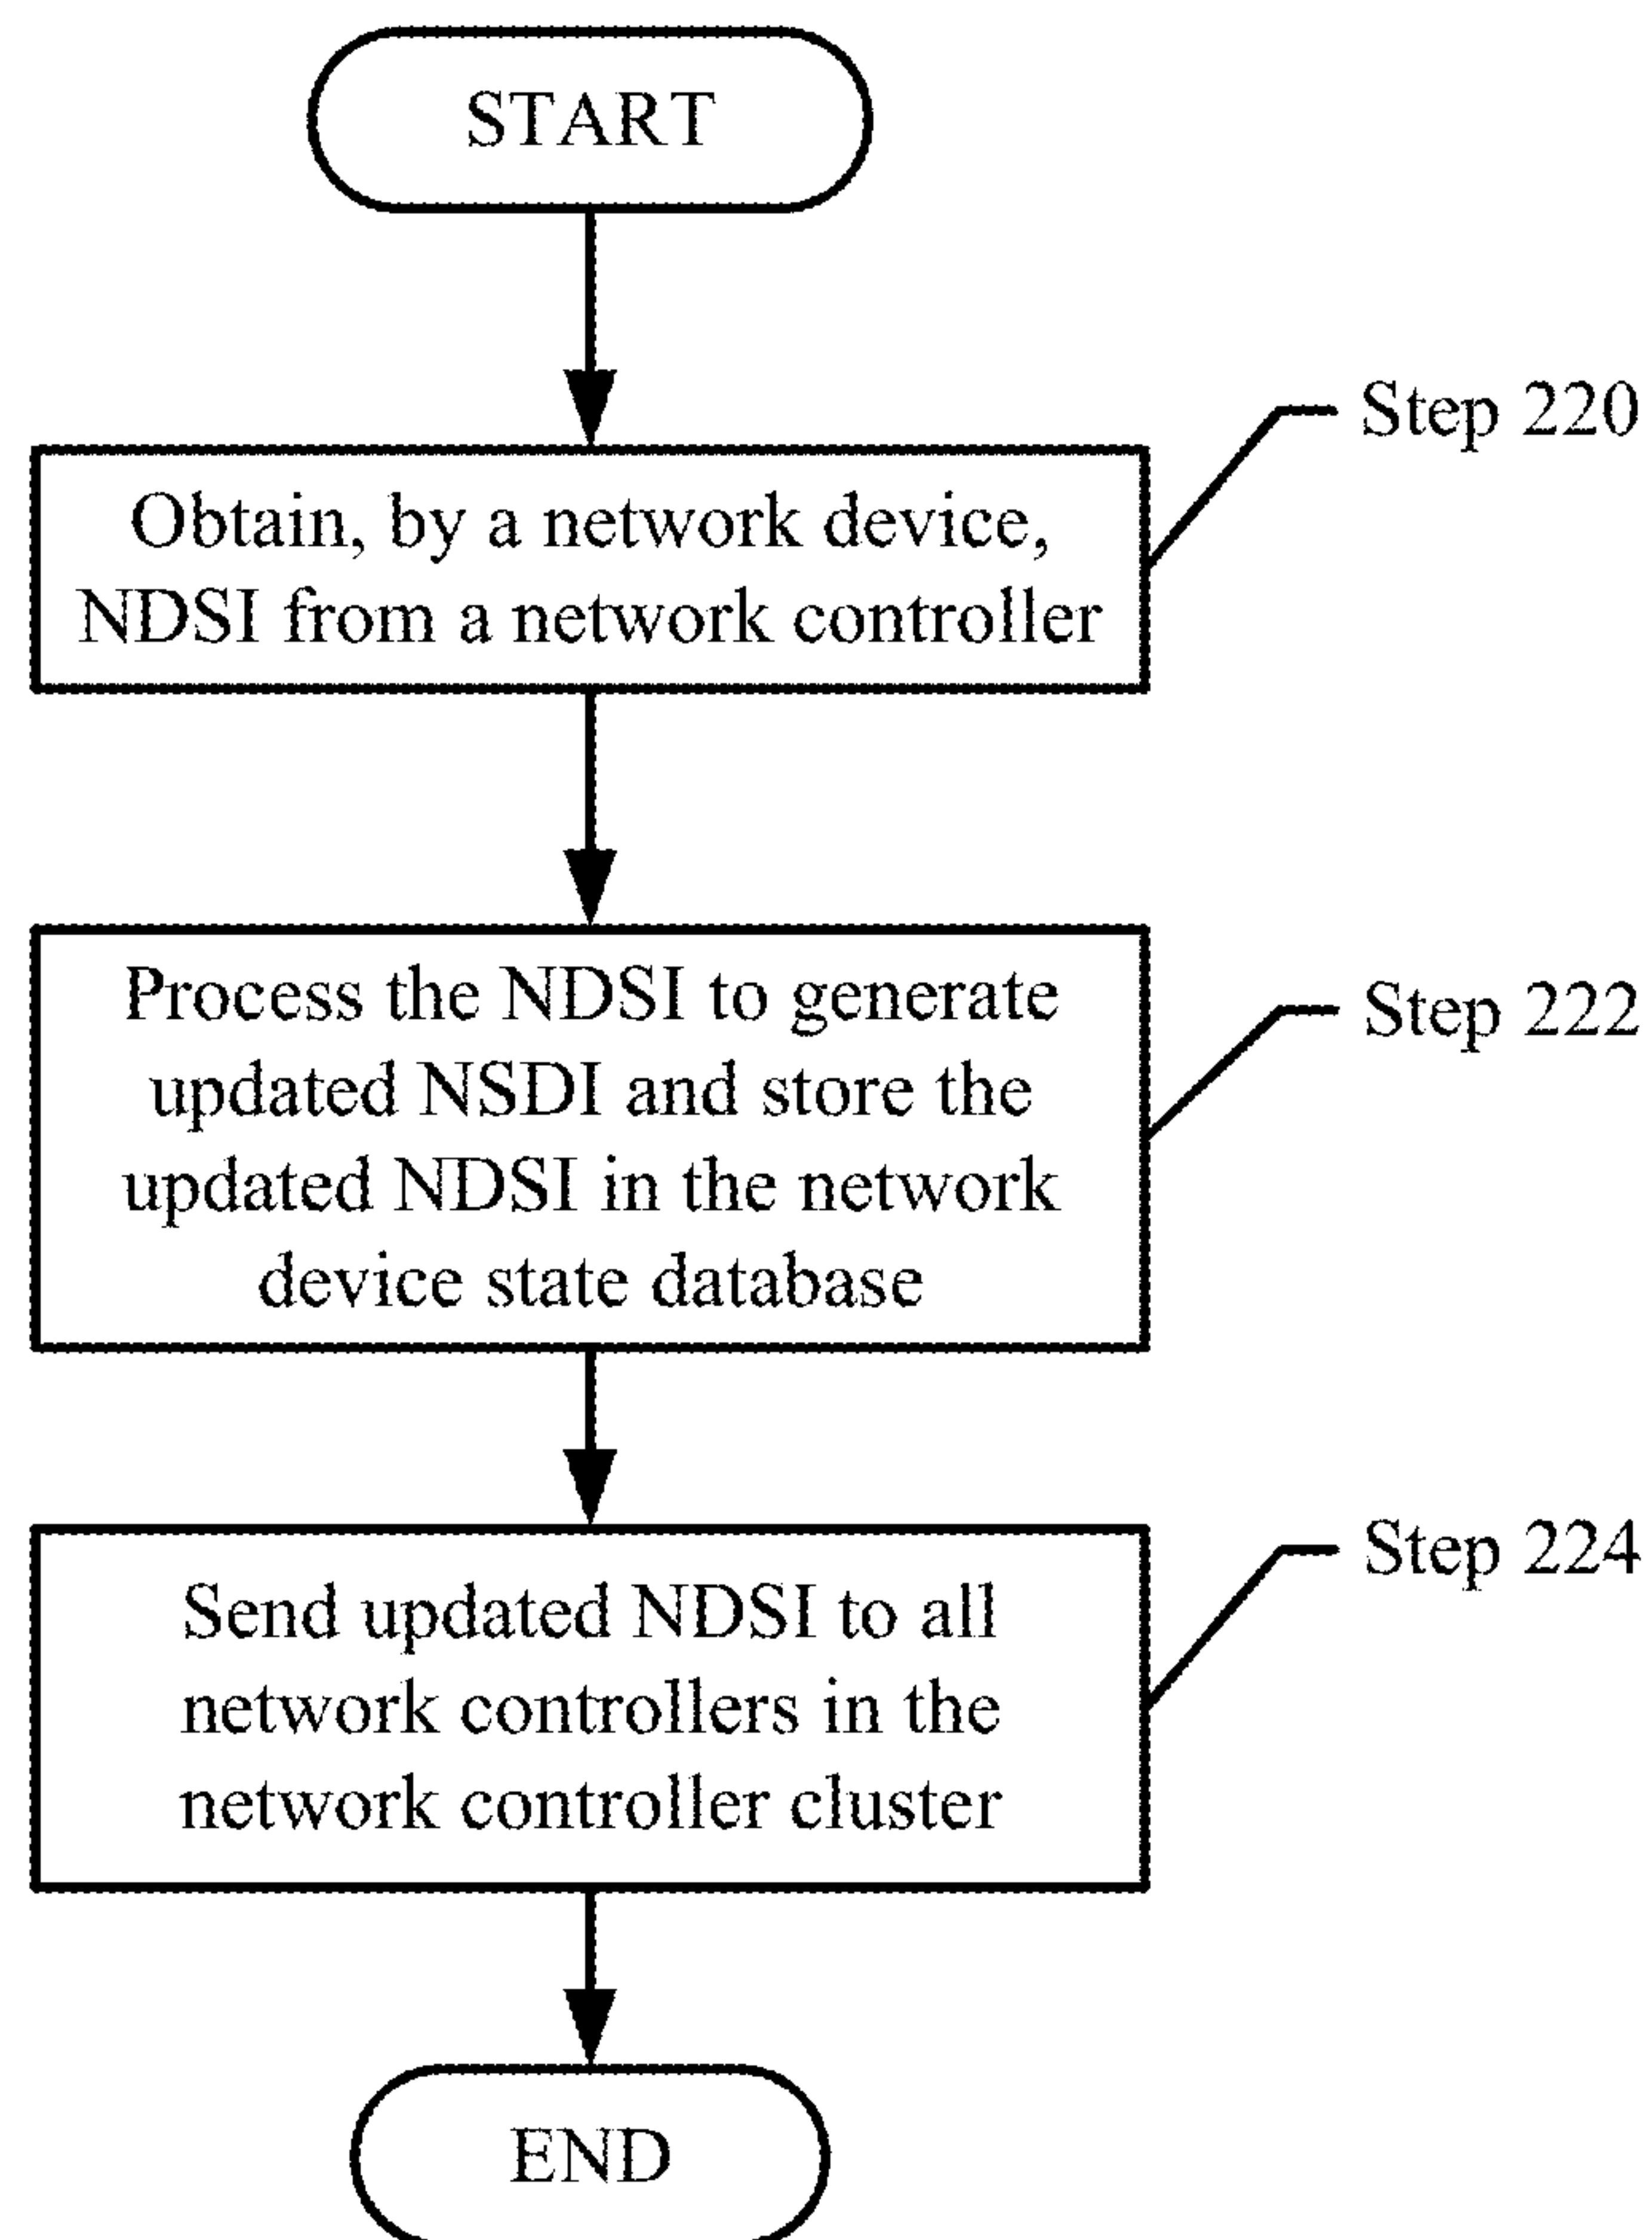 START
Step 220
Obtain, by a network device,
NDSI from a network controller
Step 222
Process the NDSI to generate
updated NSDI and store the
updated NDSI in the network
device state database
Step 224
Send updated NDSI to all
network controllers in the
network controller cluster
END